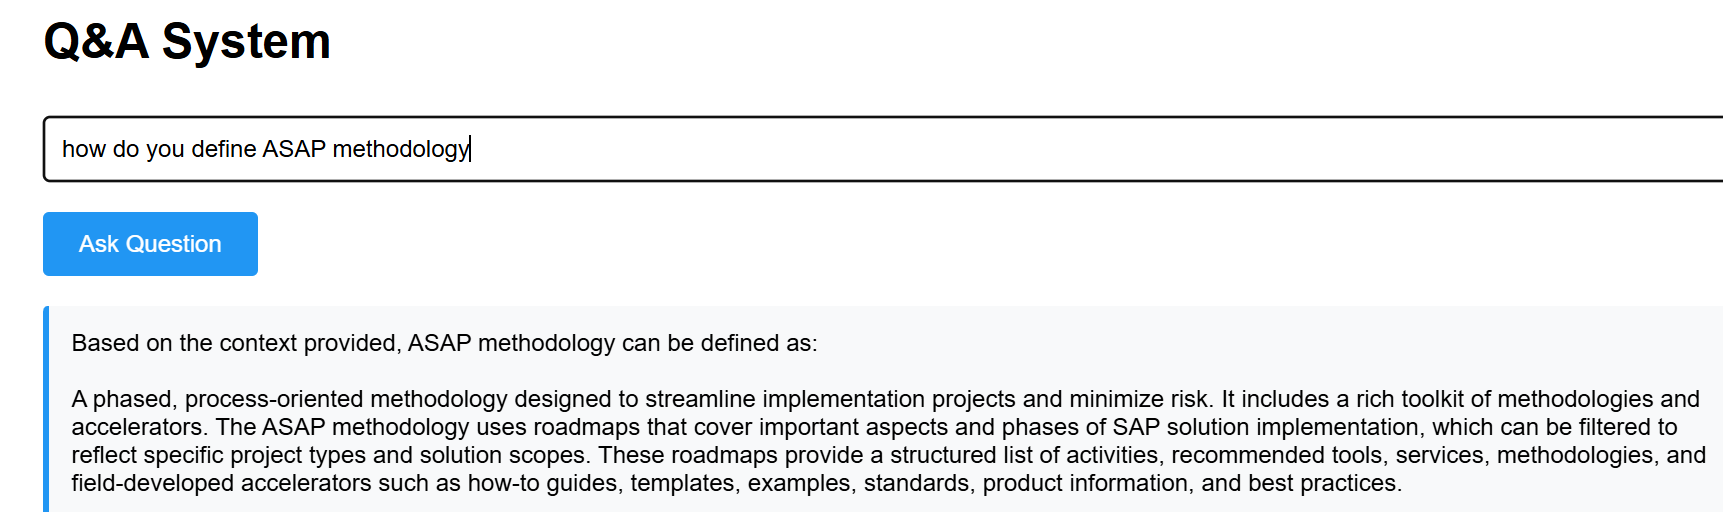 Q&A System
how do you define ASAP methodology
Ask Question
Based on the context provided, ASAP methodology can be defined as:
A phased, process-oriented methodology designed to streamline implementation projects and minimize risk. It includes a rich toolkit of methodologies and
accelerators. The ASAP methodology uses roadmaps that cover important aspects and phases of SAP solution implementation, which can be filtered to
reflect specific project types and solution scopes. These roadmaps provide a structured list of activities, recommended tools, services, methodologies, and
field-developed accelerators such as how-to guides, templates, examples, standards, product information, and best practices.